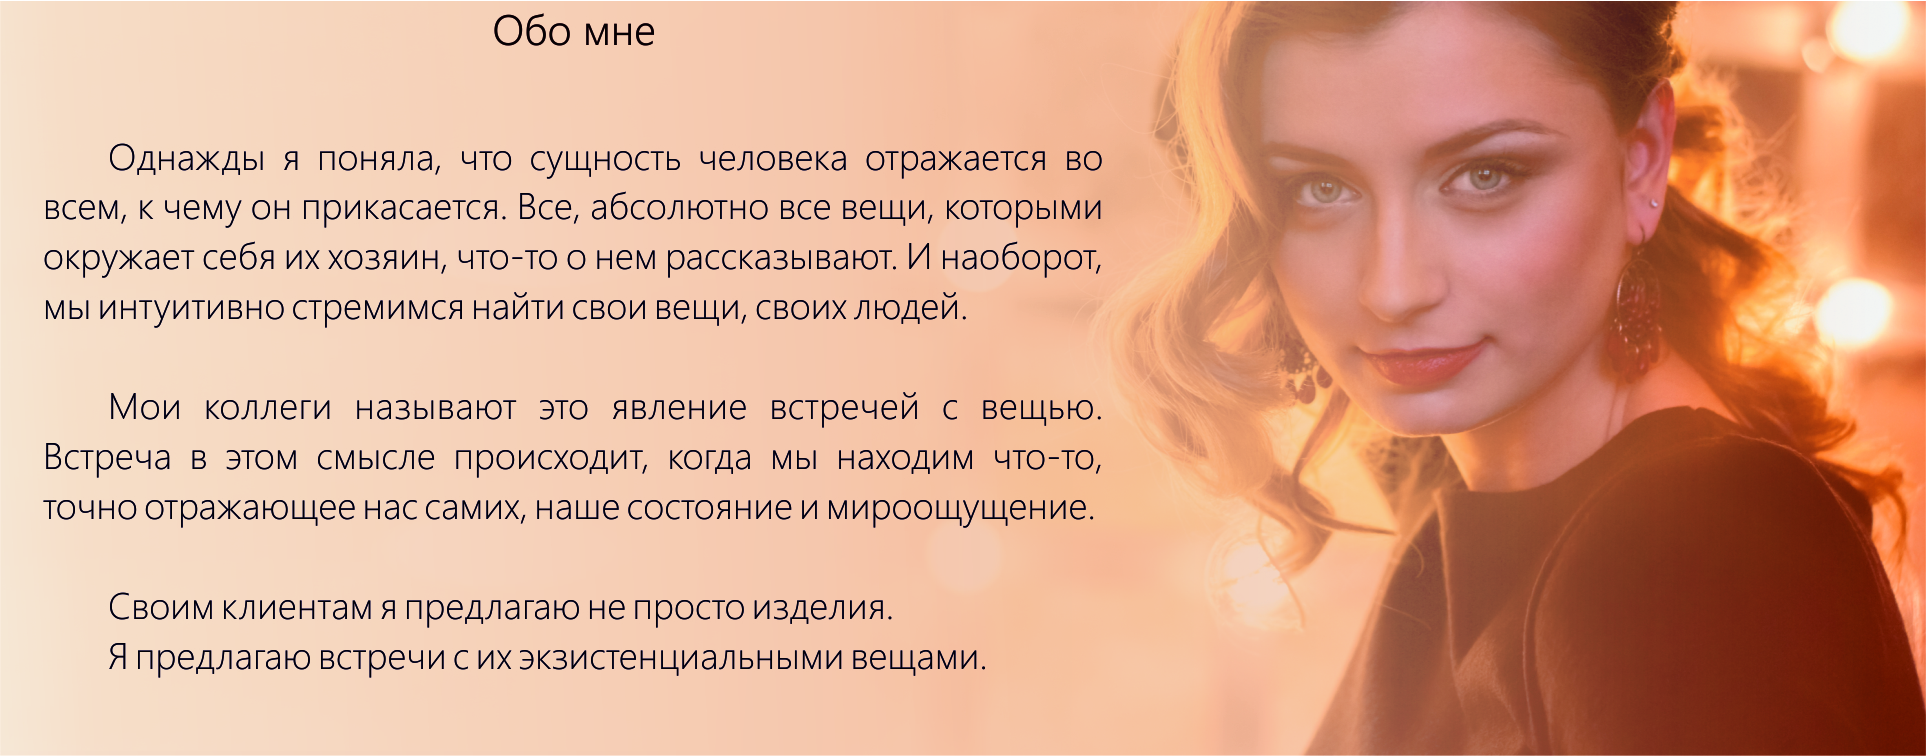 Обо мне
Однажды я поняла, что сущность человека отражается во
всем, к чему он прикасается. Все, абсолютно все вещи, которыми
окружает себя их хозяин, что-то о нем рассказывают. И наоборот,
мы интуитивно стремимся найти свои вещи, своих людей.
Мои коллеги называют это явление встречей с вещью.
Встреча в этом смысле происходит, когда мы находим что-то,
точно отражающее нас самих, наше состояние и мироощущение.
Своим клиентам я предлагаю не просто изделия.
Я предлагаю встречи с их экзистенциальными вещами.